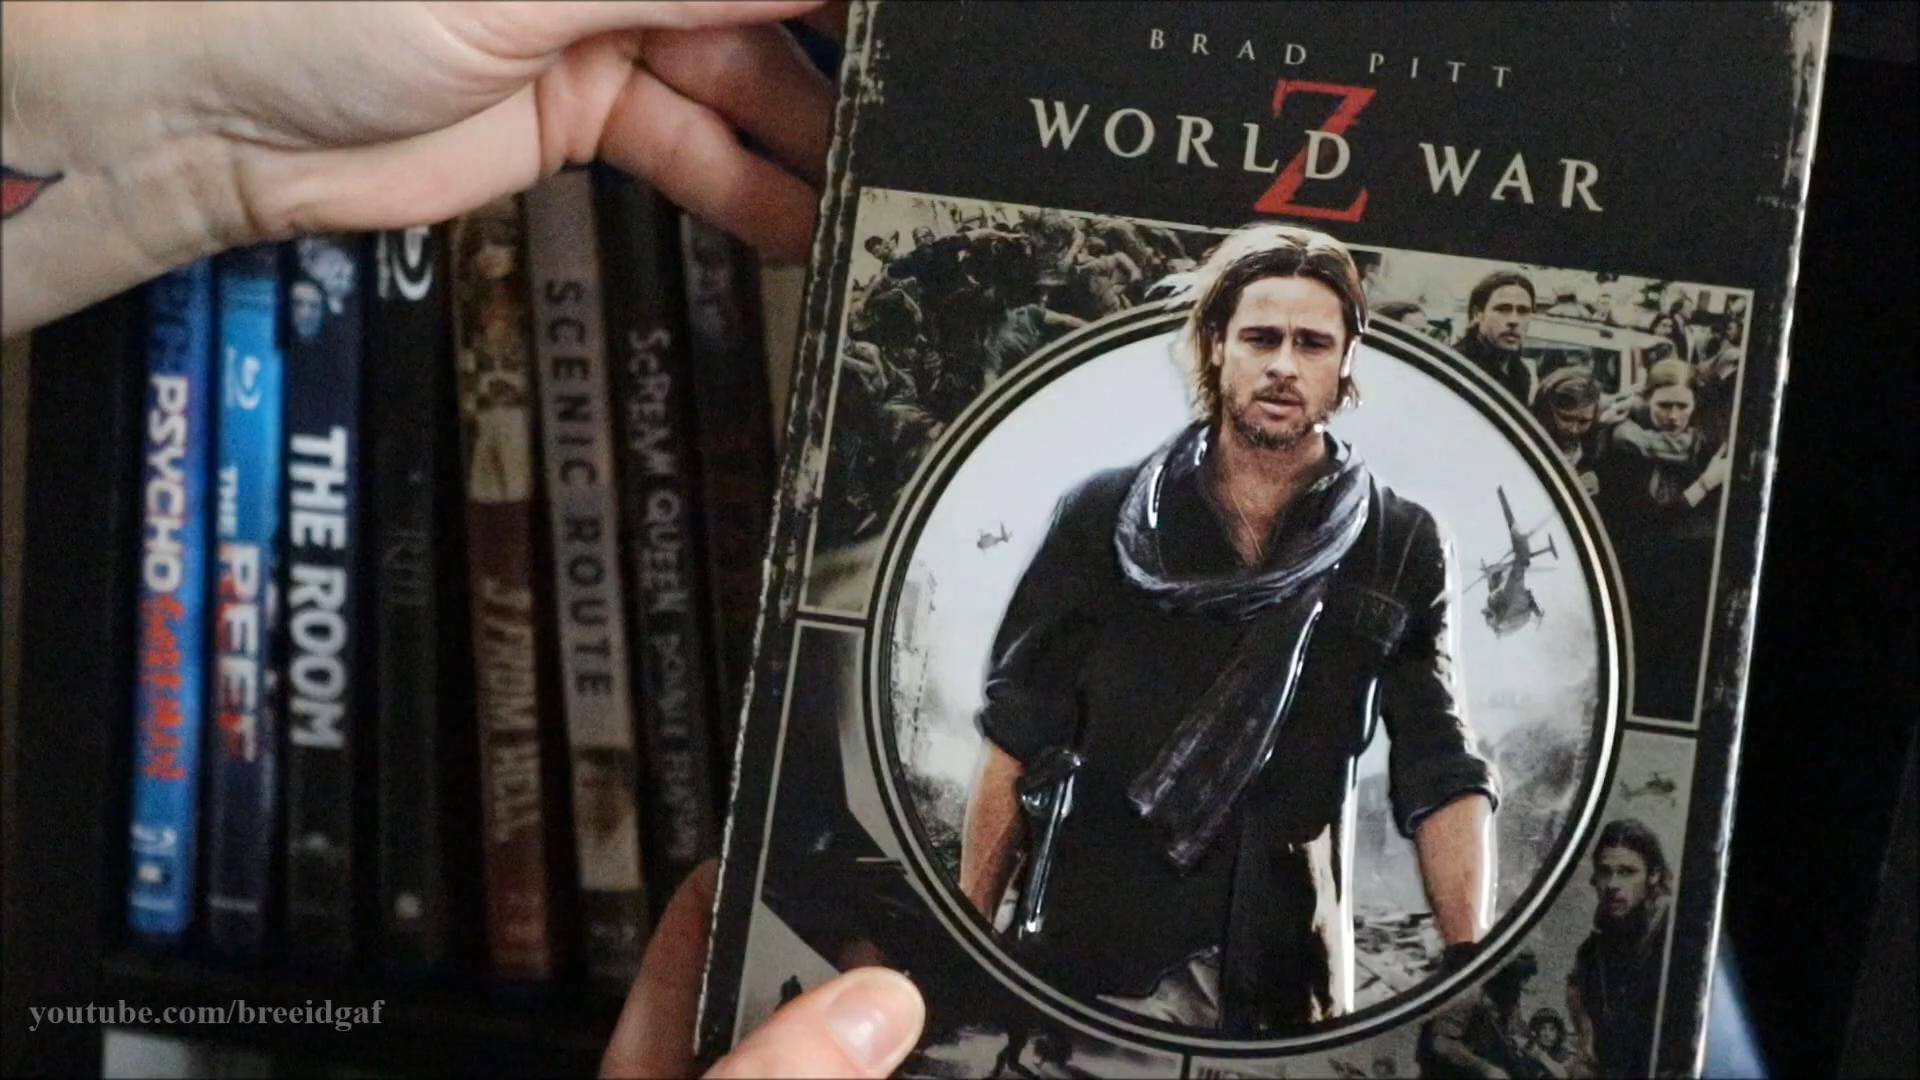 BRAD PITT
WORLD WAR Z
PSYCHO
THE REEF
THE ROOM
SCENIC ROUTE
SCREAM QUEEN
youtube.com/breeidgaf